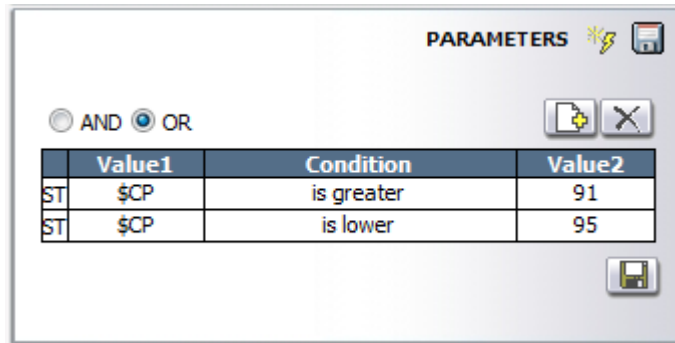 PARAMETERS
AND OR
Value1 Condition Value2
ST $CP is greater 91
ST $CP is lower 95